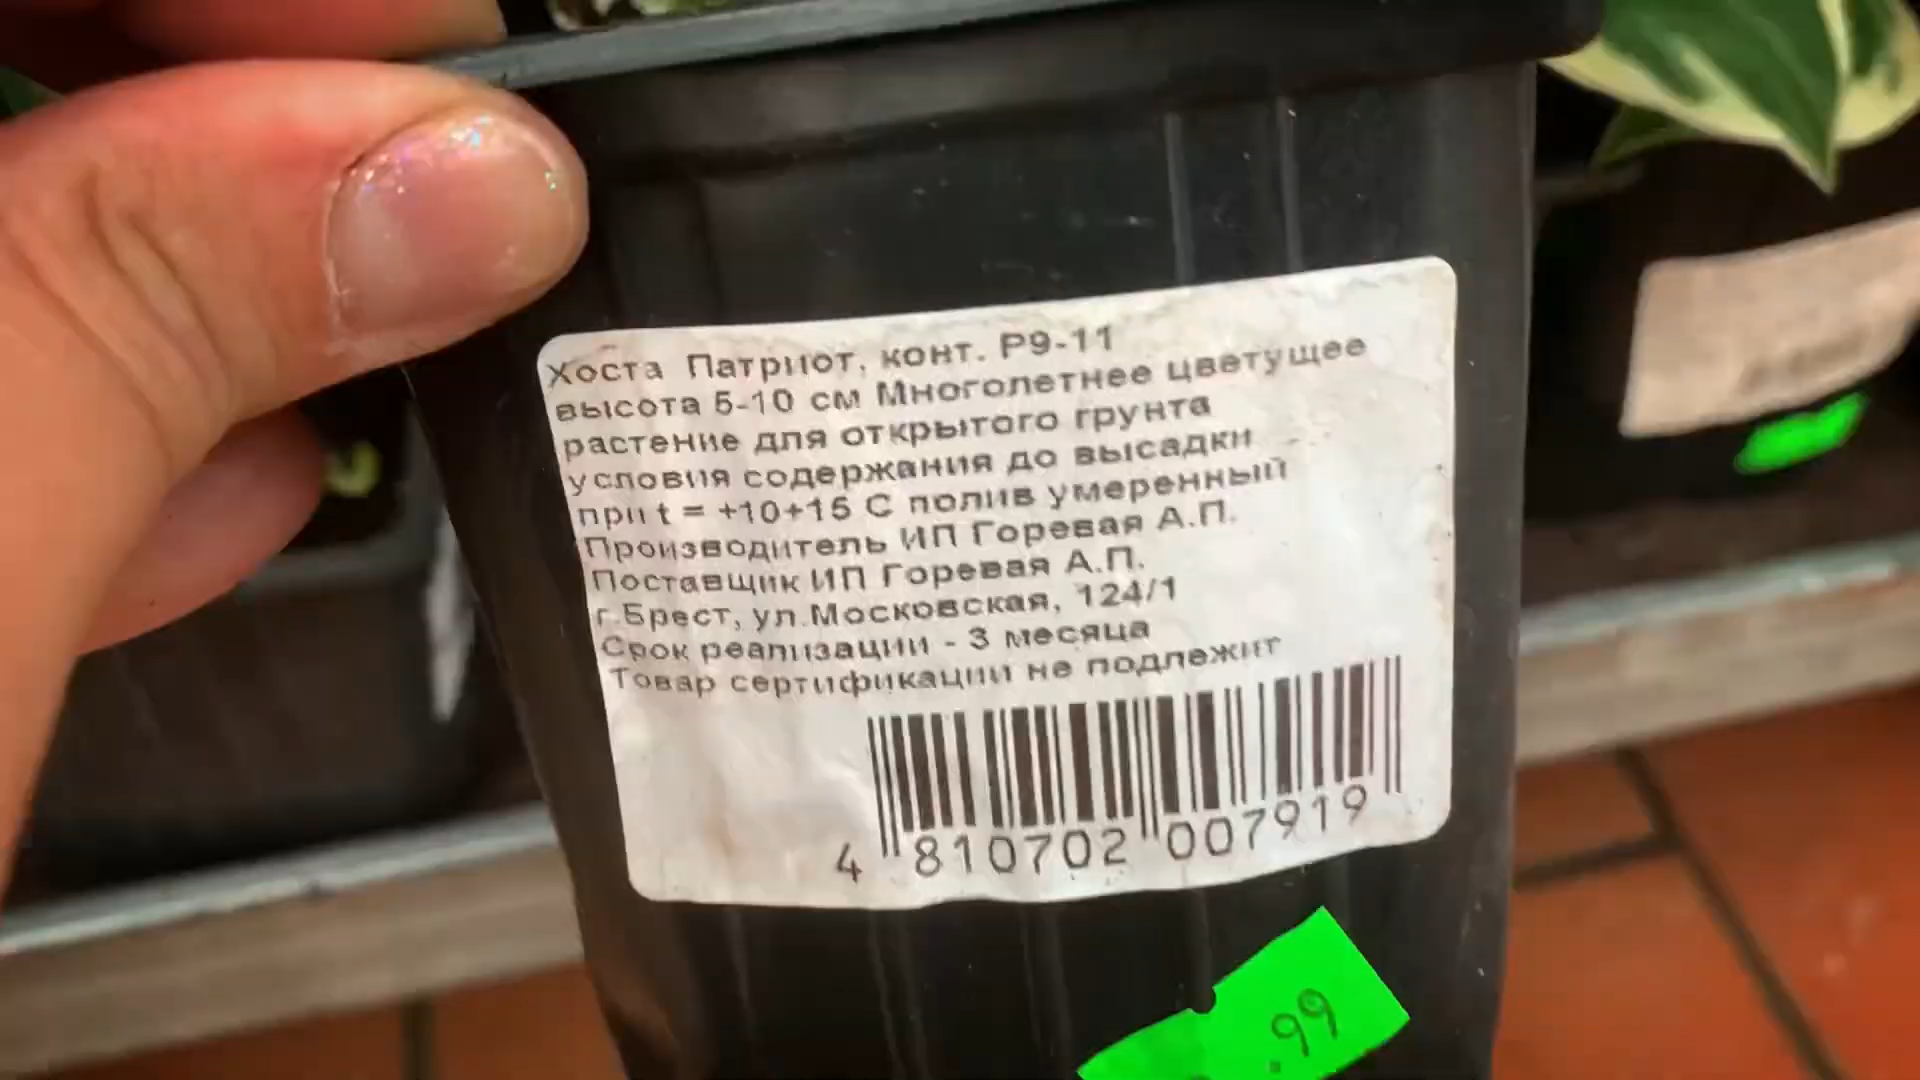 Хоста Патриот, конт. Р9-11
высота 5-10 см Многолетнее цветущее
растение для открытого грунта
условия содержания до высадки
при t = +10+15 С полив умеренный
Производитель ИП Горевая А.П.
Поставщик ИП Горевая А.П.
г.Брест, ул.Московская, 124/1
Срок реализации - 3 месяца
Товар сертификации не подлежит
4 810702 007919
.99